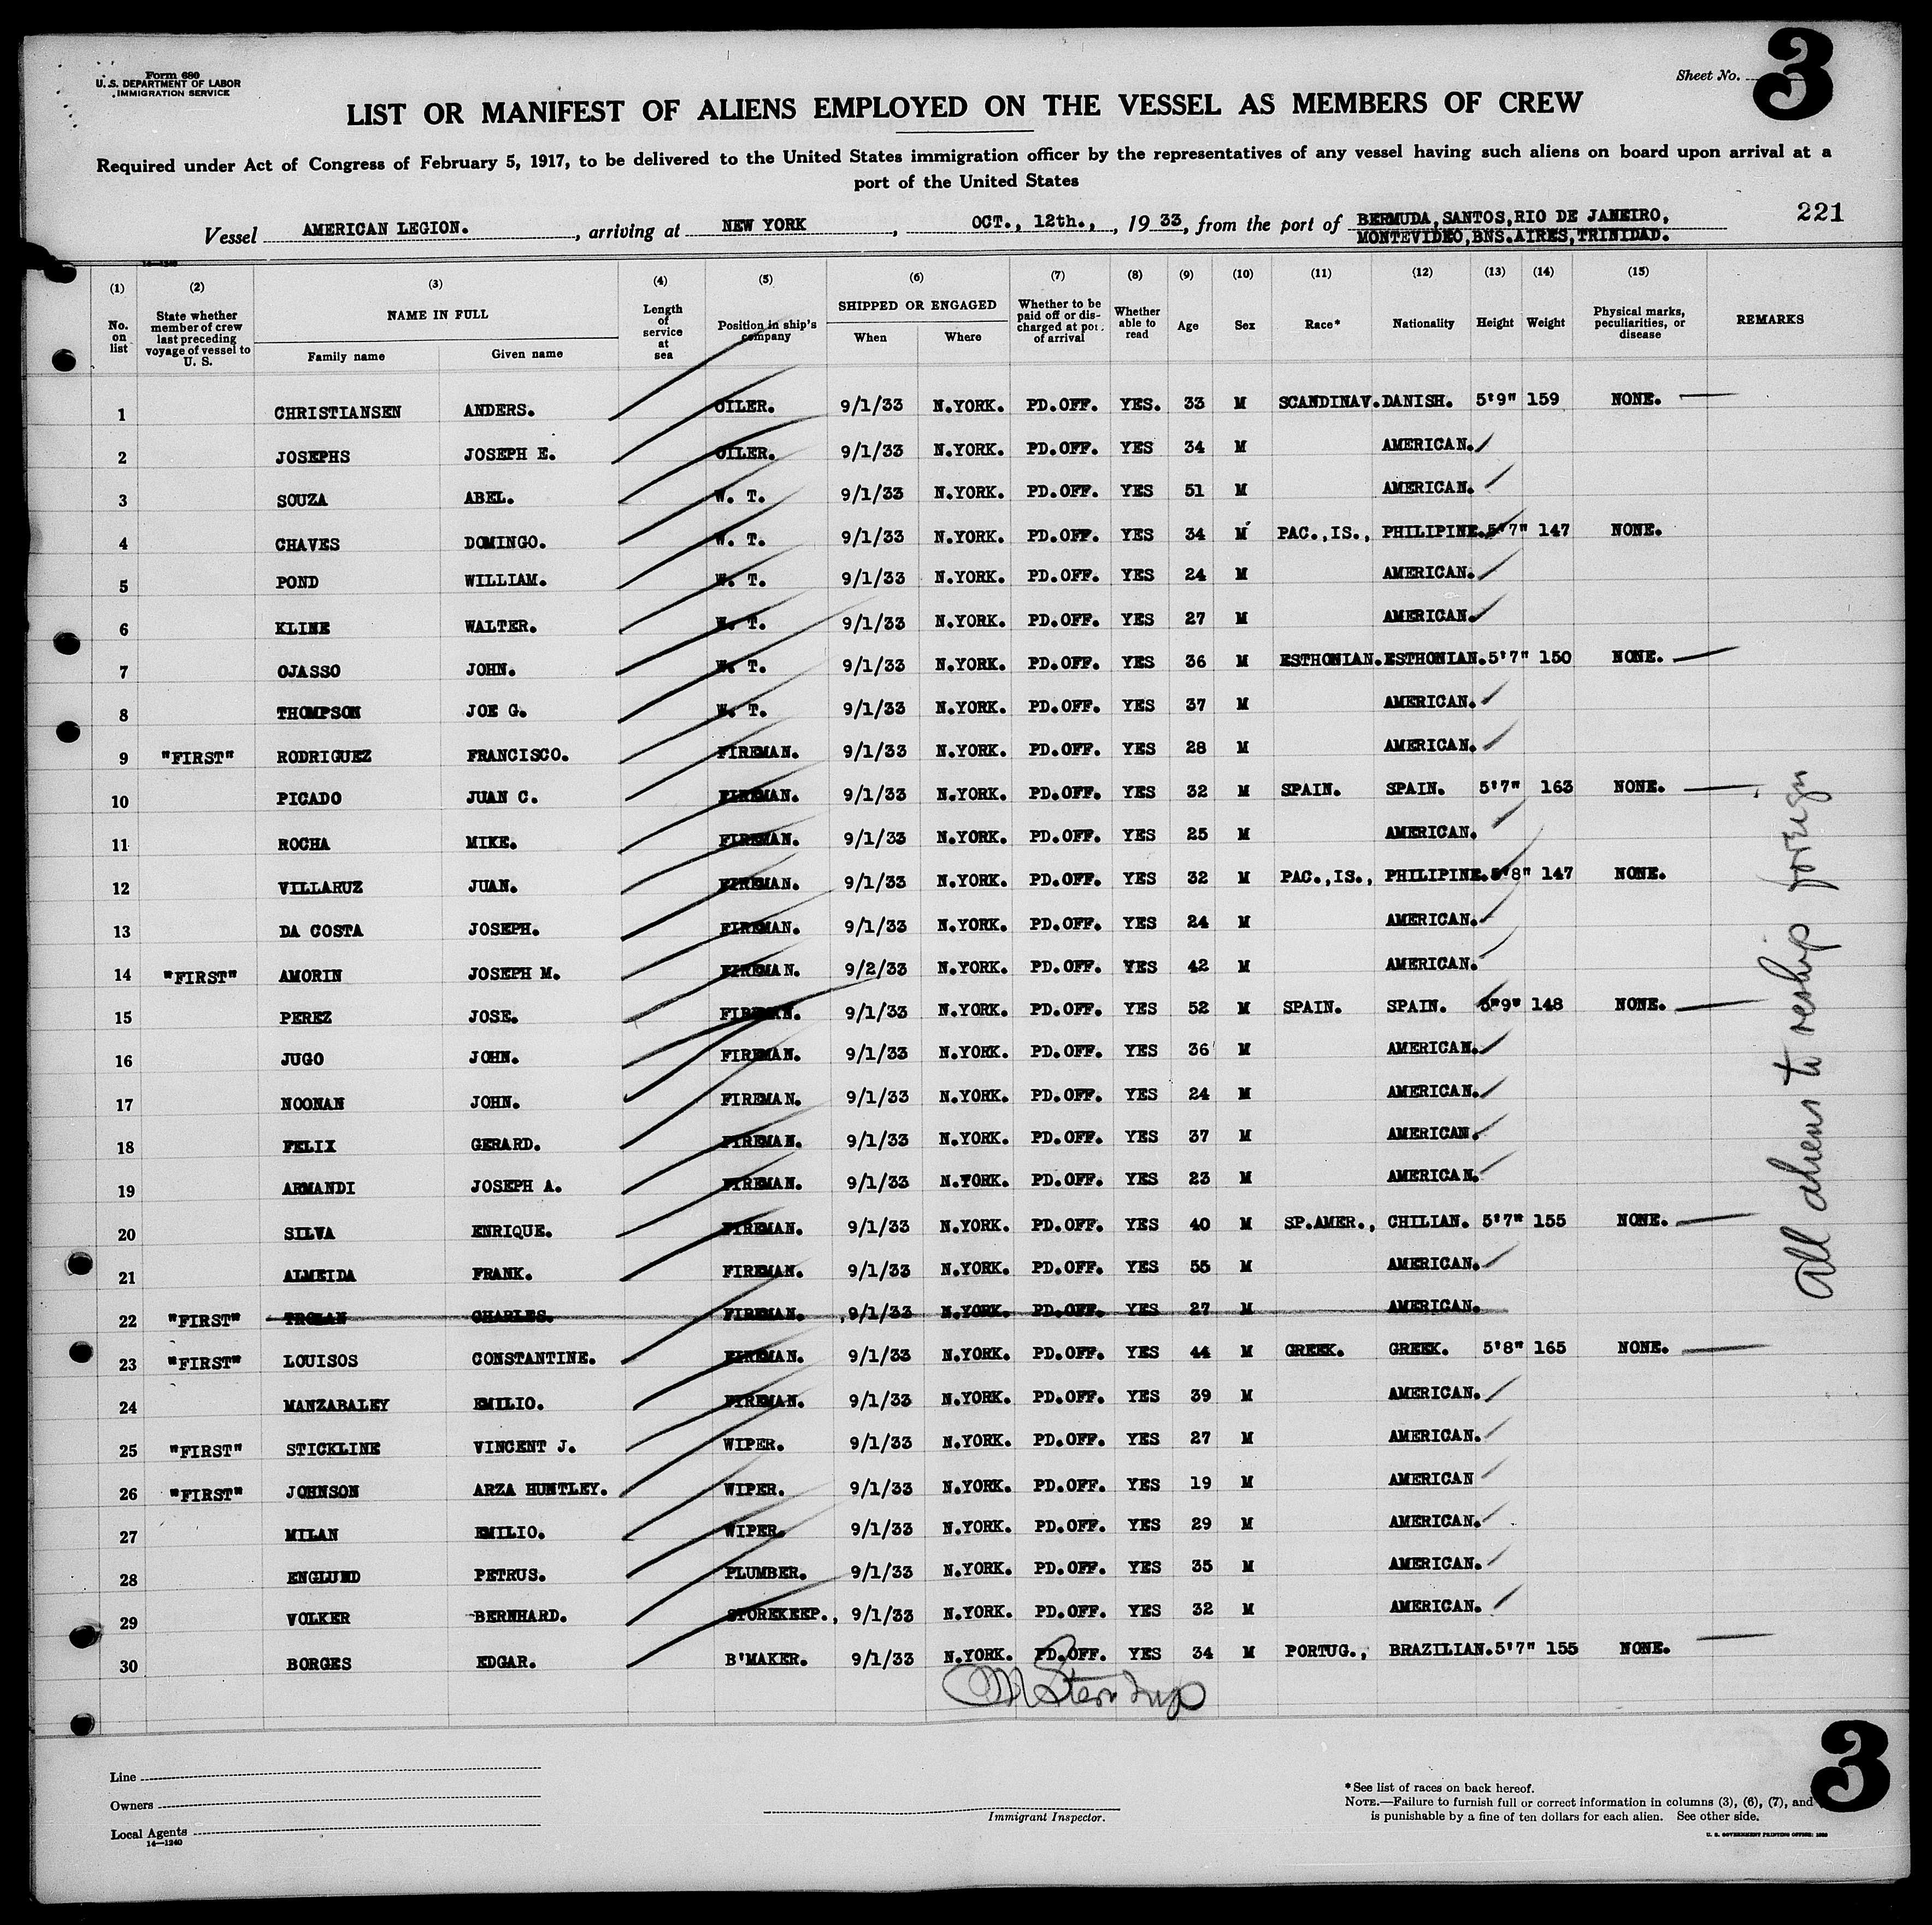 Form 680
U. S. DEPARTMENT OF LABOR
IMMIGRATION SERVICE
Sheet No. 3
LIST OR MANIFEST OF ALIENS EMPLOYED ON THE VESSEL AS MEMBERS OF CREW
Required under Act of Congress of February 5, 1917, to be delivered to the United States immigration officer by the representatives of any vessel having such aliens on board upon arrival at a
port of the United States
Vessel AMERICAN LEGION. , arriving at NEW YORK , OCT., 12th., , 19 33, from the port of BERMUDA, SANTOS, RIO DE JANEIRO,
MONTEVIDEO, BNS. AIRES, TRINIDAD.
221
14—1240
(1) (2) (3) (4) (5) (6) (7) (8) (9) (10) (11) (12) (13) (14) (15)
No. on list State whether member of crew last preceding voyage of vessel to U. S. NAME IN FULL Family name Given name Length of service at sea Position in ship's company SHIPPED OR ENGAGED When Where Whether to be paid off or discharged at port of arrival Whether able to read Age Sex Race* Nationality Height Weight Physical marks, peculiarities, or disease REMARKS
1 CHRISTIANSEN ANDERS. OILER. 9/1/33 N.YORK. PD.OFF. YES. 33 M SCANDINAV. DANISH. 5'9" 159 NONE. —
2 JOSEPHS JOSEPH E. OILER. 9/1/33 N.YORK. PD.OFF. YES 34 M AMERICAN.
3 SOUZA ABEL. W. T. 9/1/33 N.YORK. PD.OFF. YES 51 M AMERICAN.
4 CHAVES DOMINGO. W. T. 9/1/33 N.YORK. PD.OFF. YES 34 M PAC.,IS., PHILIPINE. 5'7" 147 NONE.
5 POND WILLIAM. W. T. 9/1/33 N.YORK. PD.OFF. YES 24 M AMERICAN.
6 KLINE WALTER. W. T. 9/1/33 N.YORK. PD.OFF. YES 27 M AMERICAN.
7 OJASSO JOHN. W. T. 9/1/33 N.YORK. PD.OFF. YES 36 M ESTHONIAN. ESTHONIAN. 5'7" 150 NONE. —
8 THOMPSON JOE G. W. T. 9/1/33 N.YORK. PD.OFF. YES 37 M AMERICAN.
9 "FIRST" RODRIGUEZ FRANCISCO. FIREMAN. 9/1/33 N.YORK. PD.OFF. YES 28 M AMERICAN.
10 PICADO JUAN C. FIREMAN. 9/1/33 N.YORK. PD.OFF. YES 32 M SPAIN. SPAIN. 5'7" 163 NONE. —
11 ROCHA MIKE. FIREMAN. 9/1/33 N.YORK. PD.OFF. YES 25 M AMERICAN.
12 VILLARUZ JUAN. FIREMAN. 9/1/33 N.YORK. PD.OFF. YES 32 M PAC.,IS., PHILIPINE. 5'8" 147 NONE.
13 DA COSTA JOSEPH. FIREMAN. 9/1/33 N.YORK. PD.OFF. YES 24 M AMERICAN.
14 "FIRST" AMORIN JOSEPH M. FIREMAN. 9/2/33 N.YORK. PD.OFF. YES 42 M AMERICAN.
15 PEREZ JOSE. FIREMAN. 9/1/33 N.YORK. PD.OFF. YES 52 M SPAIN. SPAIN. 5"9" 148 NONE. —
16 JUGO JOHN. FIREMAN. 9/1/33 N.YORK. PD.OFF. YES 36 M AMERICAN.
17 NOONAN JOHN. FIREMAN. 9/1/33 N.YORK. PD.OFF. YES 24 M AMERICAN.
18 FELIX GERARD. FIREMAN. 9/1/33 N.YORK. PD.OFF. YES 37 M AMERICAN.
19 ARMANDI JOSEPH A. FIREMAN. 9/1/33 N.YORK. PD.OFF. YES 23 M AMERICAN.
20 SILVA ENRIQUE. FIREMAN. 9/1/33 N.YORK. PD.OFF. YES 40 M SP.AMER., CHILIAN. 5'7" 155 NONE. —
21 ALMEIDA FRANK. FIREMAN. 9/1/33 N.YORK. PD.OFF. YES 55 M AMERICAN.
22 "FIRST" TROLAN CHARLES. FIREMAN. 9/1/33 N.YORK. PD.OFF. YES 27 M AMERICAN.
23 "FIRST" LOUISOS CONSTANTINE. FIREMAN. 9/1/33 N.YORK. PD.OFF. YES 44 M GREEK. GREEK. 5'8" 165 NONE. —
24 MANZABALEY EMILIO. FIREMAN. 9/1/33 N.YORK. PD.OFF. YES 39 M AMERICAN.
25 "FIRST" STICKLINE VINCENT J. WIPER. 9/1/33 N.YORK. PD.OFF. YES 27 M AMERICAN.
26 "FIRST" JOHNSON ARZA HUNTLEY. WIPER. 9/1/33 N.YORK. PD.OFF. YES 19 M AMERICAN
27 MILAN EMILIO. WIPER. 9/1/33 N.YORK. PD.OFF. YES 29 M AMERICAN.
28 ENGLUND PETRUS. PLUMBER. 9/1/33 N.YORK. PD.OFF. YES 35 M AMERICAN.
29 VOLKER BERNHARD. STOREKEEP., 9/1/33 N.YORK. PD.OFF. YES 32 M AMERICAN.
30 BORGES EDGAR. B'MAKER. 9/1/33 N.YORK. PD.OFF. YES 34 M PORTUG., BRAZILIAN. 5'7" 155 NONE. —
All aliens to reship foreign
Line
Owners
Local Agents
14—1240
Immigrant Inspector.
*See list of races on back hereof.
NOTE.—Failure to furnish full or correct information in columns (3), (6), (7), and
is punishable by a fine of ten dollars for each alien. See other side.
U. S. GOVERNMENT PRINTING OFFICE:
3